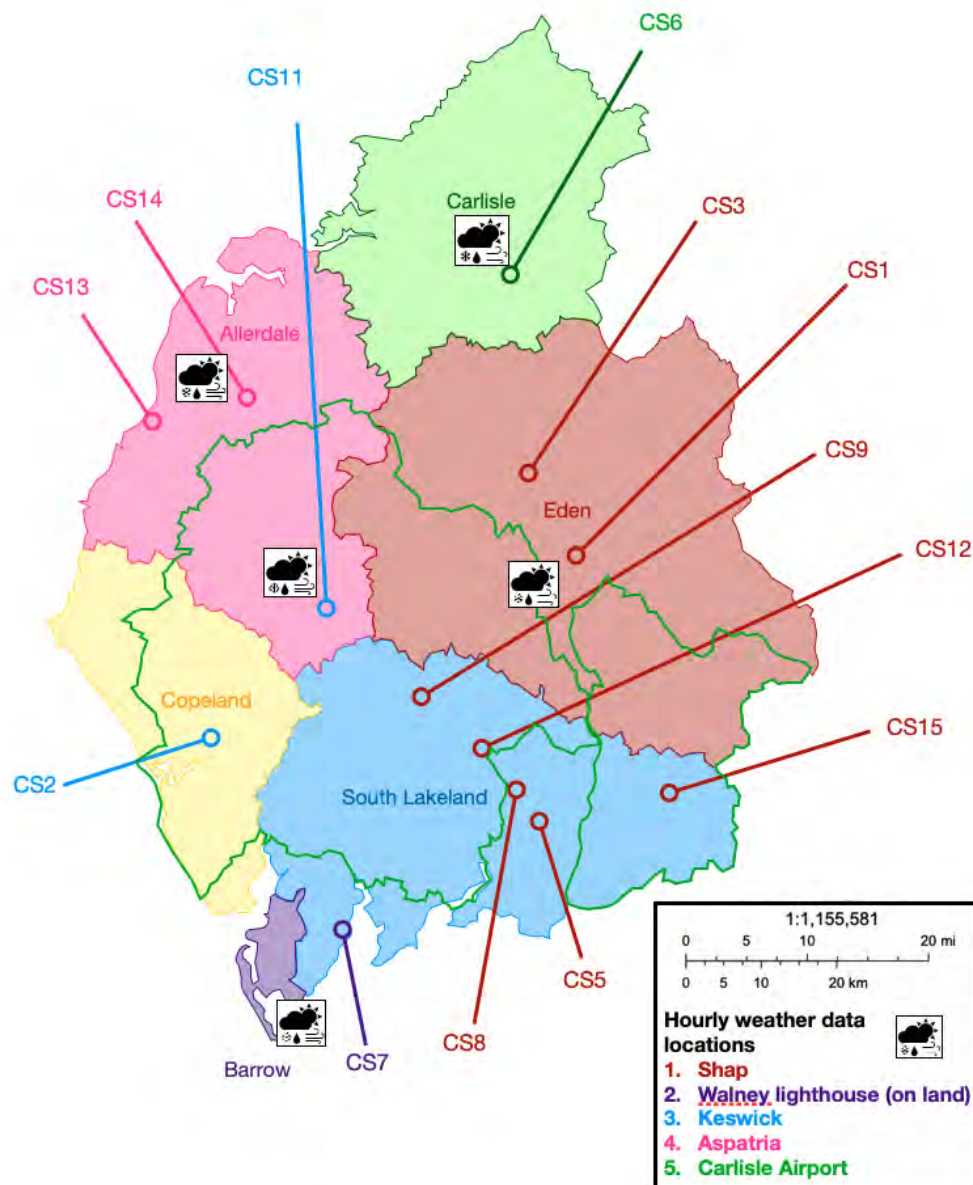 CS6
CS11
CS14
CS3
Carlisle
CS1
CS13
Allerdale
CS9
Eden
CS12
Copeland
CS15
CS2
South Lakeland
CS5
CS8
CS7
Barrow
1:1,155,581
0 5 10 20 mi
0 5 10 20 km
Hourly weather data
locations
1. Shap
2. Walney lighthouse (on land)
3. Keswick
4. Aspatria
5. Carlisle Airport